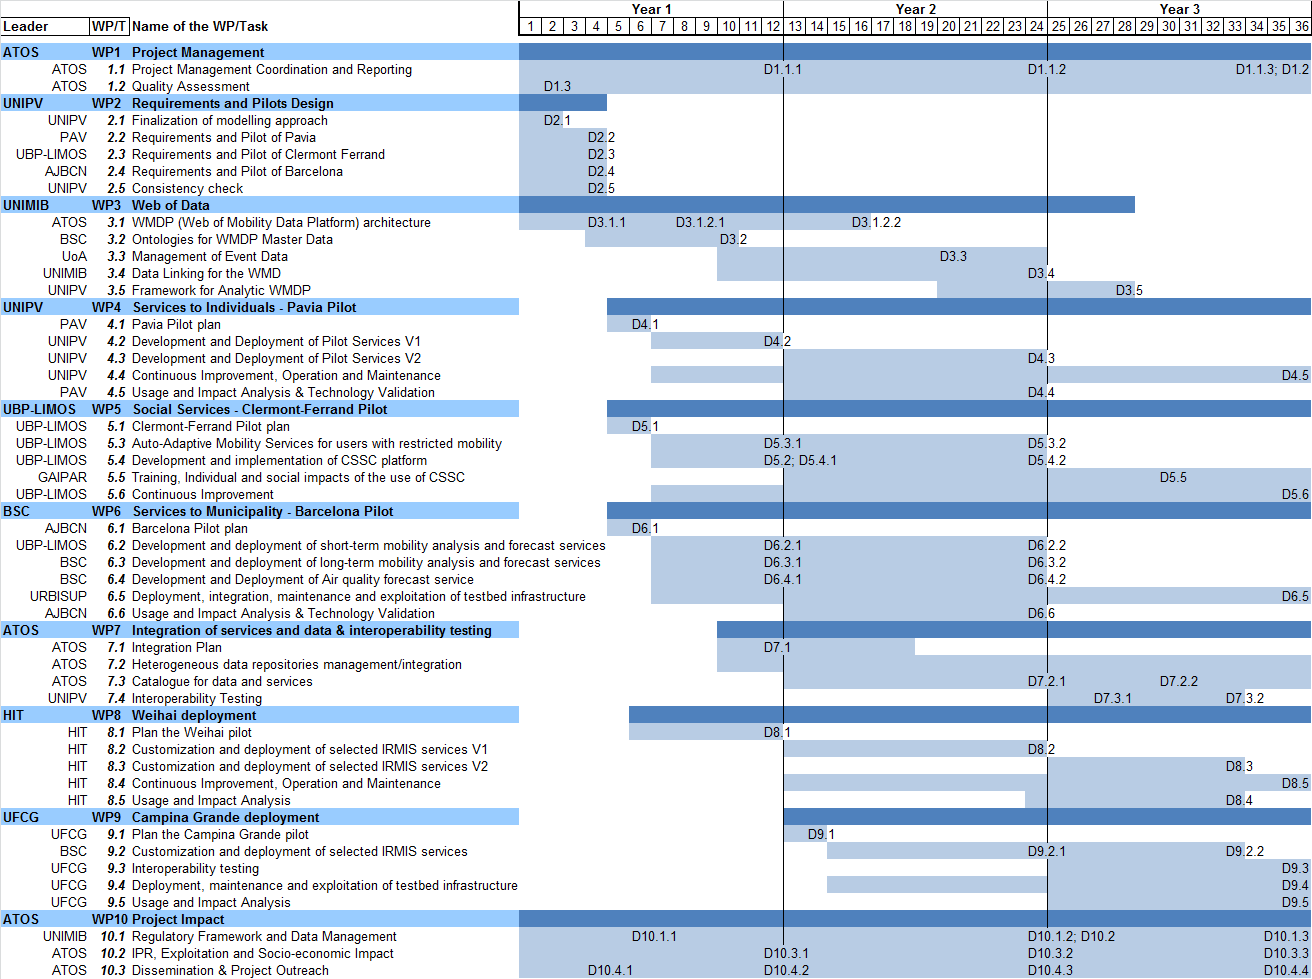 Year 1 Year 2 Year 3
Leader WP/T Name of the WP/Task 1 2 3 4 5 6 7 8 9 10 11 12 13 14 15 16 17 18 19 20 21 22 23 24 25 26 27 28 29 30 31 32 33 34 35 36
ATOS WP1 Project Management
ATOS 1.1 Project Management Coordination and Reporting D1.1.1 D1.1.2 D1.1.3; D1.2
ATOS 1.2 Quality Assessment D1.3
UNIPV WP2 Requirements and Pilots Design
UNIPV 2.1 Finalization of modelling approach D2.1
PAV 2.2 Requirements and Pilot of Pavia D2.2
UBP-LIMOS 2.3 Requirements and Pilot of Clermont Ferrand D2.3
AJBCN 2.4 Requirements and Pilot of Barcelona D2.4
UNIPV 2.5 Consistency check D2.5
UNIMIB WP3 Web of Data
ATOS 3.1 WMDP (Web of Mobility Data Platform) architecture D3.1.1 D3.1.2.1 D3.1.2.2
BSC 3.2 Ontologies for WMDP Master Data D3.2
UoA 3.3 Management of Event Data D3.3
UNIMIB 3.4 Data Linking for the WMD D3.4
UNIPV 3.5 Framework for Analytic WMDP D3.5
UNIPV WP4 Services to Individuals - Pavia Pilot
PAV 4.1 Pavia Pilot plan D4.1
UNIPV 4.2 Development and Deployment of Pilot Services V1 D4.2
UNIPV 4.3 Development and Deployment of Pilot Services V2 D4.3
UNIPV 4.4 Continuous Improvement, Operation and Maintenance D4.5
PAV 4.5 Usage and Impact Analysis & Technology Validation D4.4
UBP-LIMOS WP5 Social Services - Clermont-Ferrand Pilot
UBP-LIMOS 5.1 Clermont-Ferrand Pilot plan D5.1
UBP-LIMOS 5.3 Auto-Adaptive Mobility Services for users with restricted mobility D5.3.1 D5.3.2
UBP-LIMOS 5.4 Development and implementation of CSSC platform D5.2; D5.4.1 D5.4.2
GAIPAR 5.5 Training, Individual and social impacts of the use of CSSC D5.5
UBP-LIMOS 5.6 Continuous Improvement D5.6
BSC WP6 Services to Municipality - Barcelona Pilot
AJBCN 6.1 Barcelona Pilot plan D6.1
UBP-LIMOS 6.2 Development and deployment of short-term mobility analysis and forecast services D6.2.1 D6.2.2
BSC 6.3 Development and deployment of long-term mobility analysis and forecast services D6.3.1 D6.3.2
BSC 6.4 Development and Deployment of Air quality forecast service D6.4.1 D6.4.2
URBISUP 6.5 Deployment, integration, maintenance and exploitation of testbed infrastructure D6.5
AJBCN 6.6 Usage and Impact Analysis & Technology Validation D6.6
ATOS WP7 Integration of services and data & interoperability testing
ATOS 7.1 Integration Plan D7.1
ATOS 7.2 Heterogeneous data repositories management/integration
ATOS 7.3 Catalogue for data and services D7.2.1 D7.2.2
UNIPV 7.4 Interoperability Testing D7.3.1 D7.3.2
HIT WP8 Weihai deployment
HIT 8.1 Plan the Weihai pilot D8.1
HIT 8.2 Customization and deployment of selected IRMIS services V1 D8.2
HIT 8.3 Customization and deployment of selected IRMIS services V2 D8.3
HIT 8.4 Continuous Improvement, Operation and Maintenance D8.5
HIT 8.5 Usage and Impact Analysis D8.4
UFCG WP9 Campina Grande deployment
UFCG 9.1 Plan the Campina Grande pilot D9.1
BSC 9.2 Customization and deployment of selected IRMIS services D9.2.1 D9.2.2
UFCG 9.3 Interoperability testing D9.3
UFCG 9.4 Deployment, maintenance and exploitation of testbed infrastructure D9.4
UFCG 9.5 Usage and Impact Analysis D9.5
ATOS WP10 Project Impact
UNIMIB 10.1 Regulatory Framework and Data Management D10.1.1 D10.1.2; D10.2 D10.1.3
ATOS 10.2 IPR, Exploitation and Socio-economic Impact D10.3.1 D10.3.2 D10.3.3
ATOS 10.3 Dissemination & Project Outreach D10.4.1 D10.4.2 D10.4.3 D10.4.4